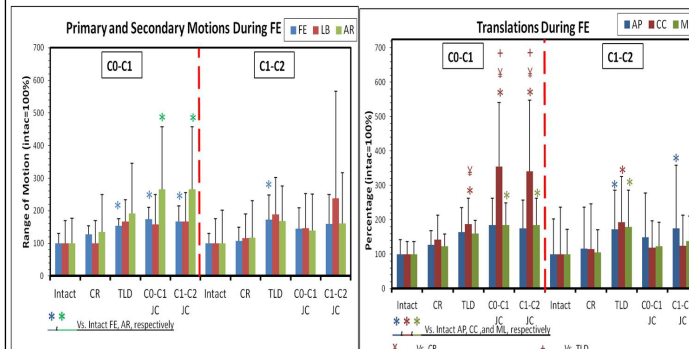 Primary and Secondary Motions During FE
FE LB AR
C0-C1
C1-C2
Range of Motion (intac=100%)
700
600
500
400
300
200
100
0
Intact CR TLD C0-C1 JC C1-C2 JC Intact CR TLD C0-C1 JC C1-C2 JC
* * Vs. Intact FE, AR, respectively
Translations During FE
AP CC M
C0-C1
C1-C2
Percentage (intac=100%)
700
600
500
400
300
200
100
0
Intact CR TLD C0-C1 JC C1-C2 JC Intact CR TLD C0-C1 JC
* * * Vs. Intact AP, CC ,and ML, respectively
¥ Vs. CR + Vs. TLD